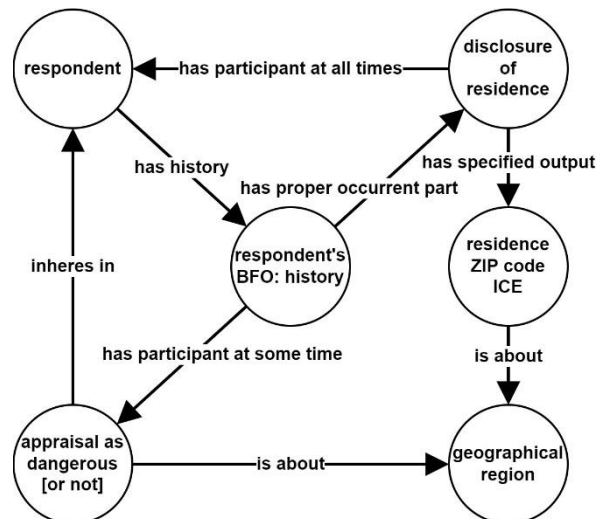 respondent
has participant at all times
disclosure
of
residence
has history
has specified output
has proper occurrent part
inheres in
respondent's
BFO: history
residence
ZIP code
ICE
has participant at some time
is about
appraisal as
dangerous
[or not]
is about
geographical
region